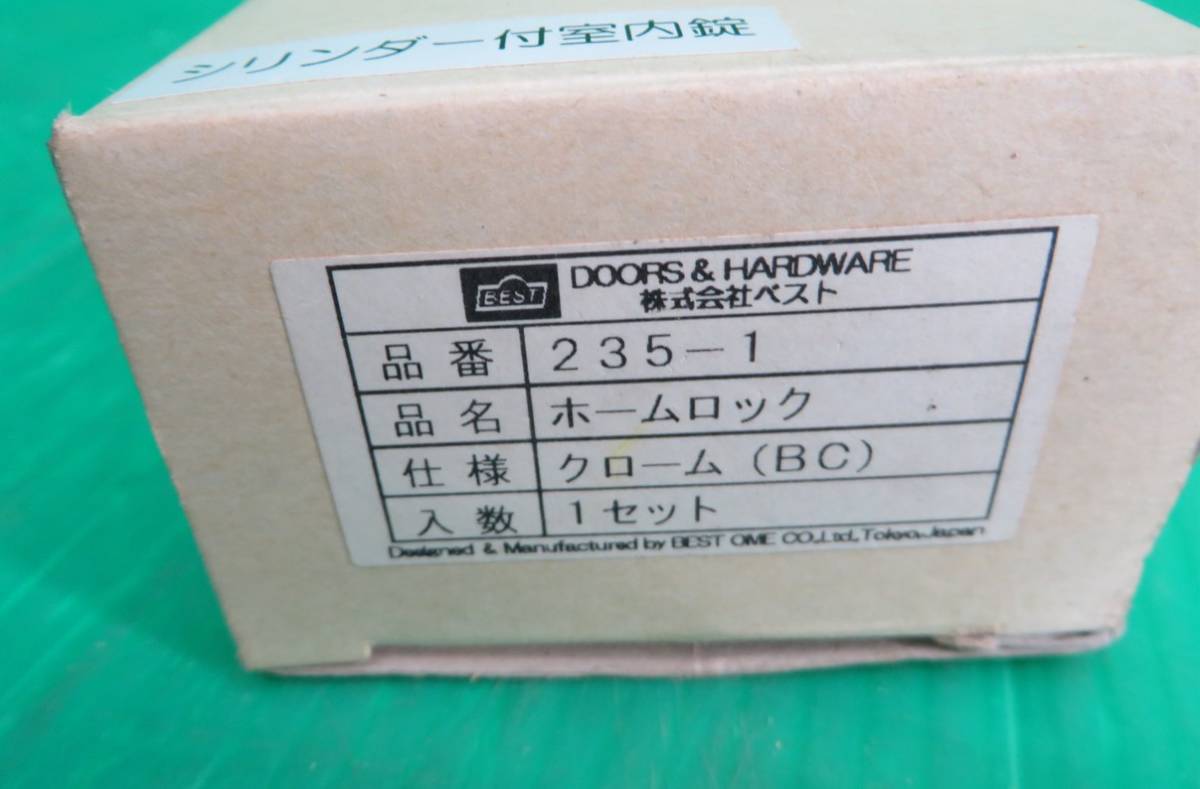 シリンダー付室内錠
BEST DOORS & HARDWARE
株式会社ベスト
品番 235-1
品名 ホームロック
仕様 クローム(BC)
入数 1セット
Designed & Manufactured by BEST OME CO.,Ltd.,Tokyo,Japan